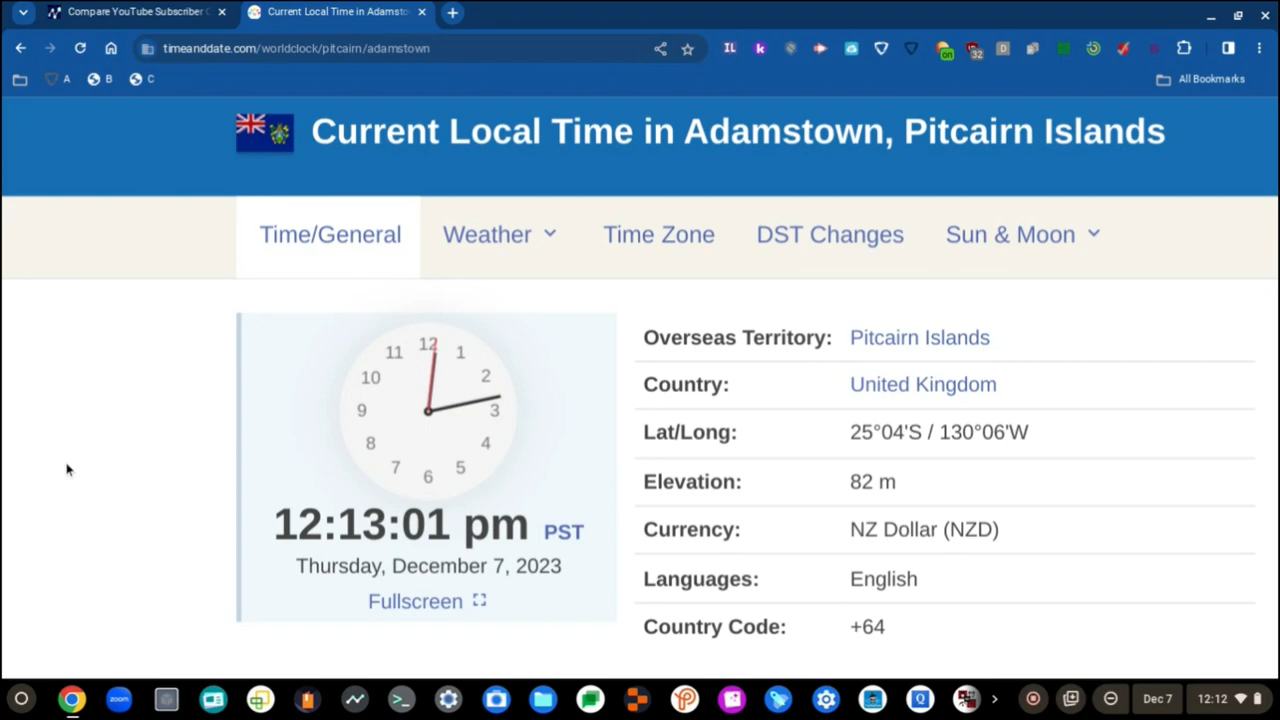 Compare YouTube Subscriber C
Current Local Time in Adamsto
timeanddate.com/worldclock/pitcairn/adamstown
IL
k
on
32
D
A
B
C
All Bookmarks
Current Local Time in Adamstown, Pitcairn Islands
Time/General
Weather
Time Zone
DST Changes
Sun & Moon
12
1
2
3
4
5
6
7
8
9
10
11
12:13:01 pm PST
Thursday, December 7, 2023
Fullscreen
Overseas Territory: Pitcairn Islands
Country: United Kingdom
Lat/Long: 25°04'S / 130°06'W
Elevation: 82 m
Currency: NZ Dollar (NZD)
Languages: English
Country Code: +64
zoom
Q
Dec 7
12:12